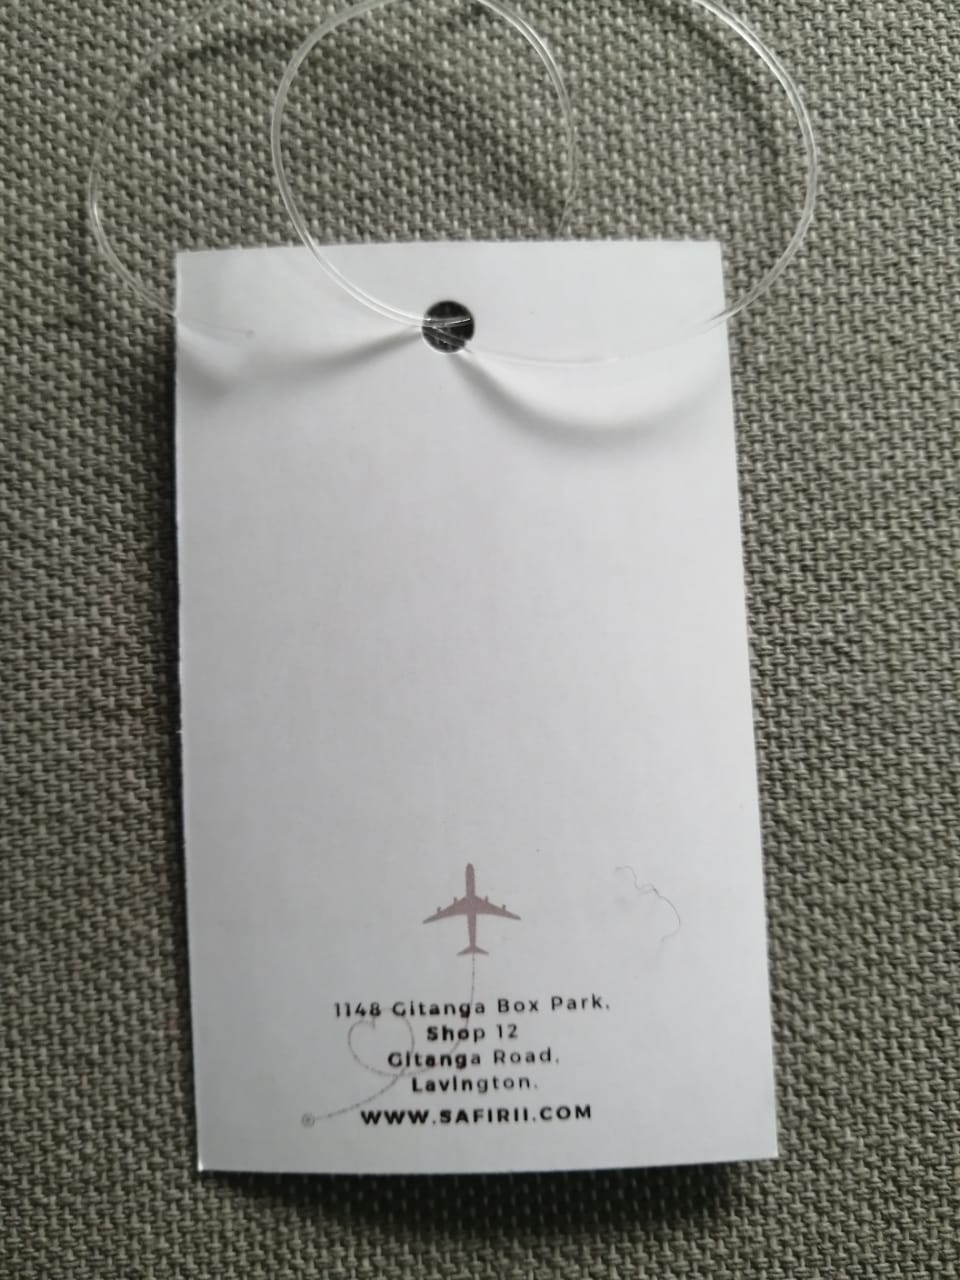 1148 Gitanga Box Park,
Shop 12
Gitanga Road,
Lavington.
WWW.SAFIRII.COM